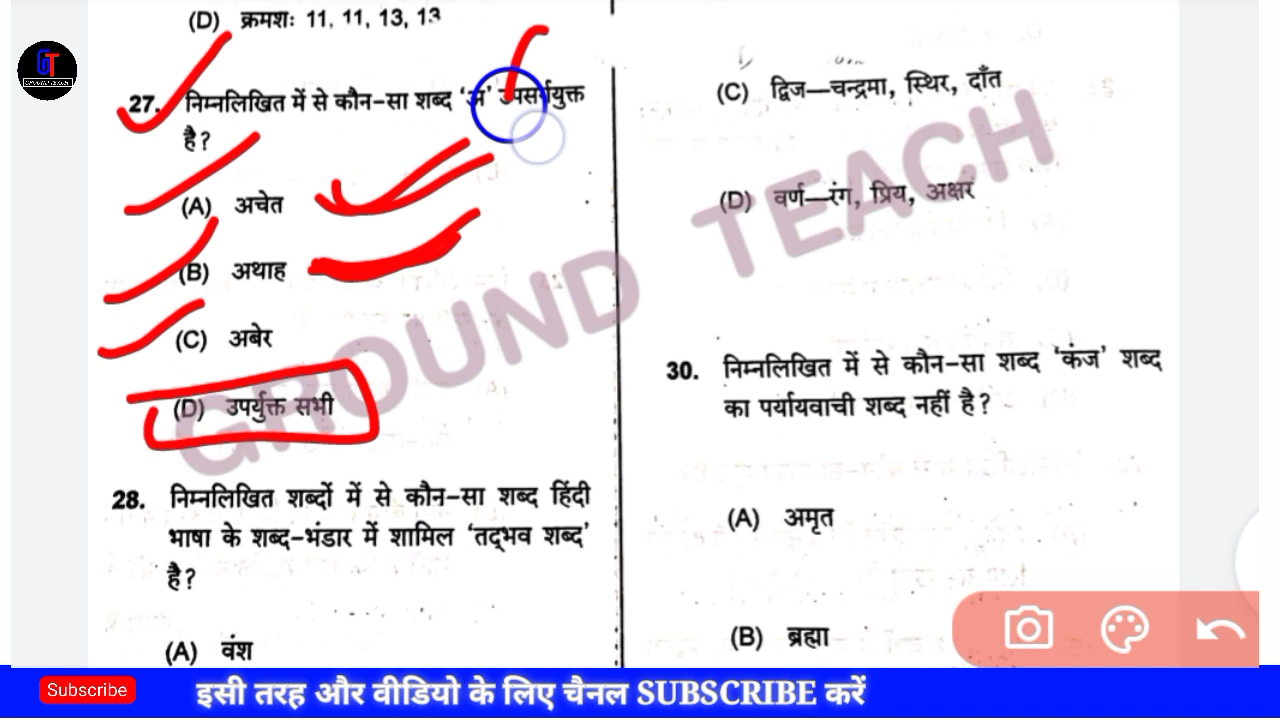 (D) क्रमशः 11, 11, 13, 13
27. निम्नलिखित में से कौन-सा शब्द 'अ' उपसर्गयुक्त
है?
(A) अचेत
(B) अथाह
(C) अबेर
(D) उपर्युक्त सभी
28. निम्नलिखित शब्दों में से कौन-सा शब्द हिंदी
भाषा के शब्द-भंडार में शामिल 'तद्भव शब्द'
है?
(A) वंश
(C) द्विज—चन्द्रमा, स्थिर, दाँत
(D) वर्ण—रंग, प्रिय, अक्षर
30. निम्नलिखित में से कौन-सा शब्द 'कंज' शब्द
का पर्यायवाची शब्द नहीं है?
(A) अमृत
(B) ब्रह्मा
GROUND TEACH
GT
Subscribe
इसी तरह और वीडियो के लिए चैनल SUBSCRIBE करें